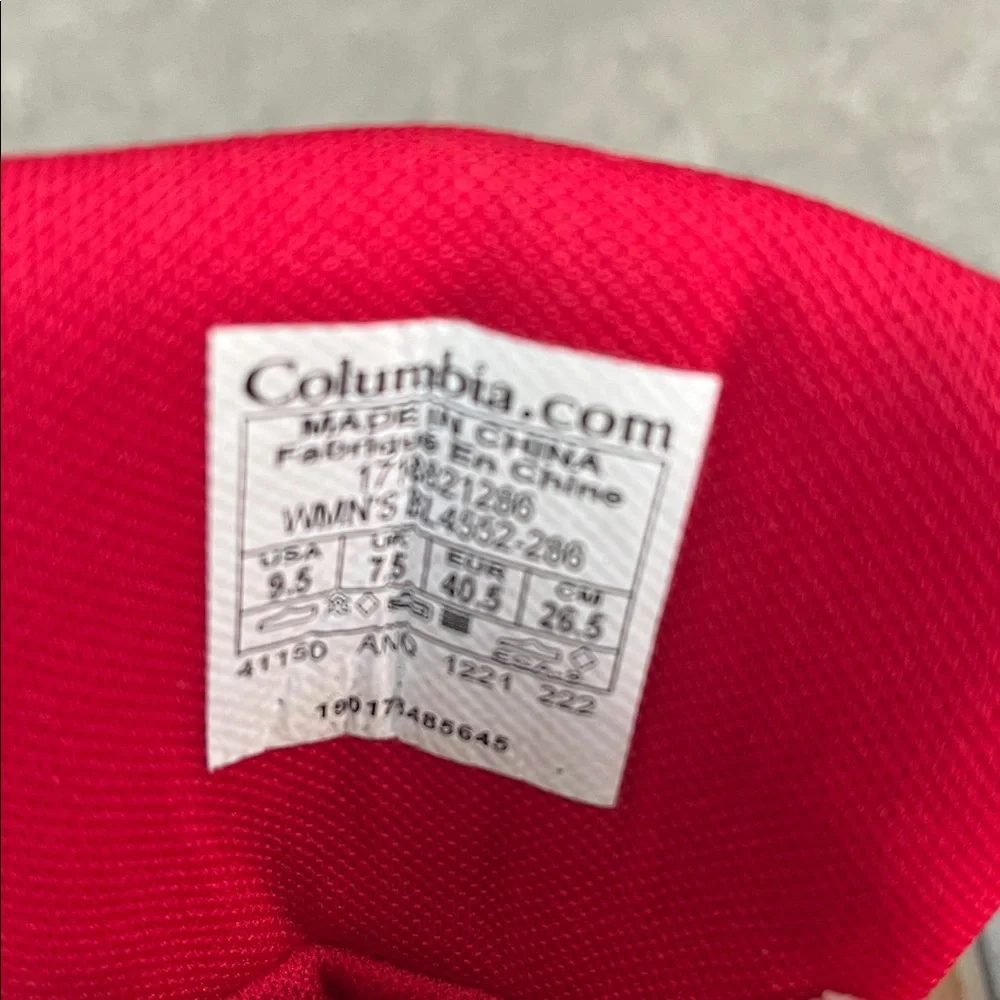 Columbia.com
MADE IN CHINA
Fabriqué En Chine
1718821286
WMN'S BL4552-286
USA UK EUR CM
9.5 7.5 40.5 26.5
41150 ANQ 1221 222